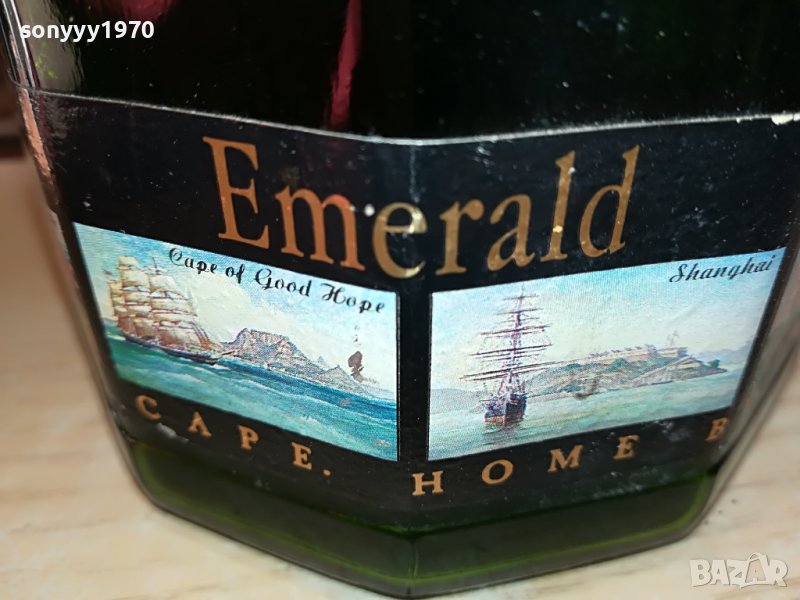 sonyyy1970
Emerald
Cape of Good Hope
Shanghai
CAPE. HOME B
BAZAR